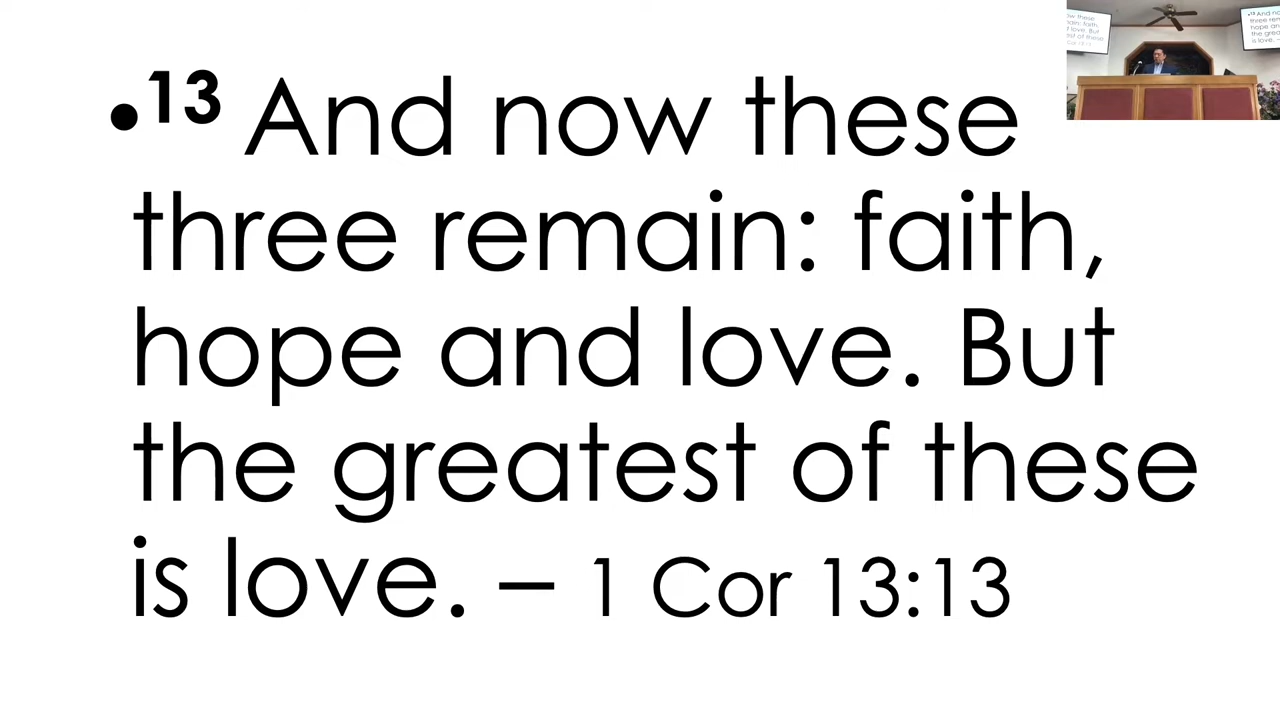 •13 And now these
three remain: faith,
hope and love. But
the greatest of these
is love. – 1 Cor 13:13